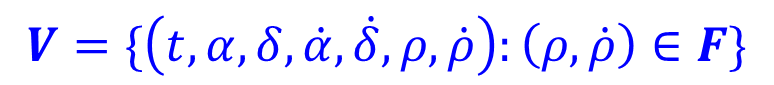 V = {(t, α, δ, α̇, δ̇, ρ, ρ̇): (ρ, ρ̇) ∈ F}